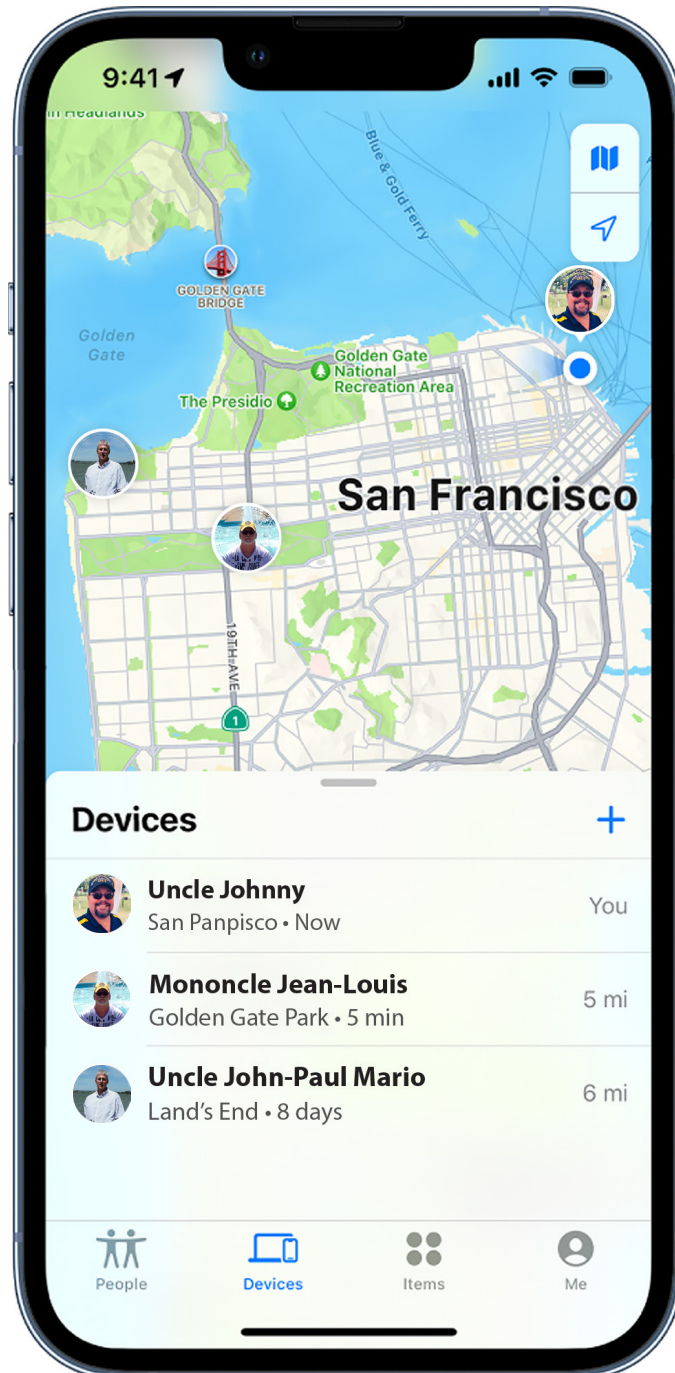 9:41
in Headlands
Blue & Gold Ferry
GOLDEN GATE
BRIDGE
Golden
Gate
Golden Gate
National
Recreation Area
The Presidio
San Francisco
19TH AVE
1
Devices
Uncle Johnny
San Panpisco • Now
You
Mononcle Jean-Louis
Golden Gate Park • 5 min
5 mi
Uncle John-Paul Mario
Land’s End • 8 days
6 mi
People
Devices
Items
Me